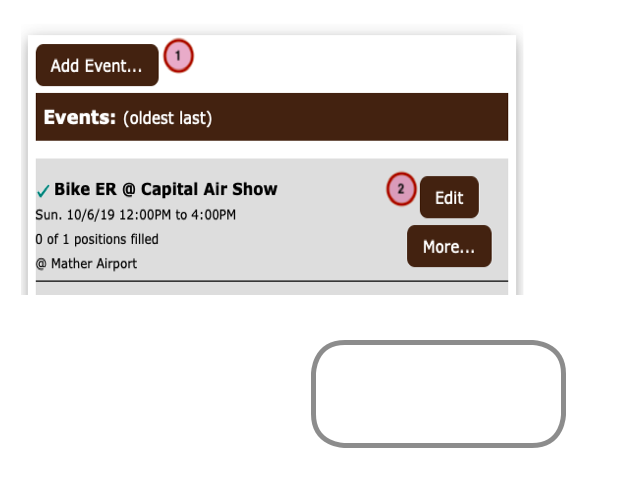 Add Event... 1
Events: (oldest last)
✓ Bike ER @ Capital Air Show
2 Edit
Sun. 10/6/19 12:00PM to 4:00PM
0 of 1 positions filled
More...
@ Mather Airport